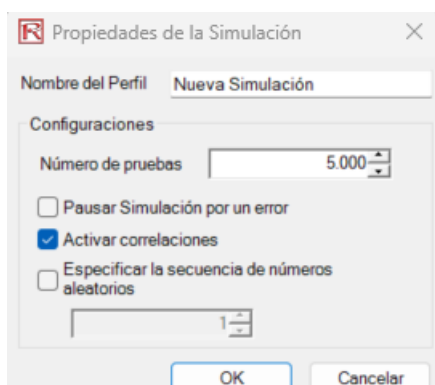 Propiedades de la Simulación
Nombre del Perfil Nueva Simulación
Configuraciones
Número de pruebas 5.000
Pausar Simulación por un error
Activar correlaciones
Especificar la secuencia de números
aleatorios
1
OK Cancelar